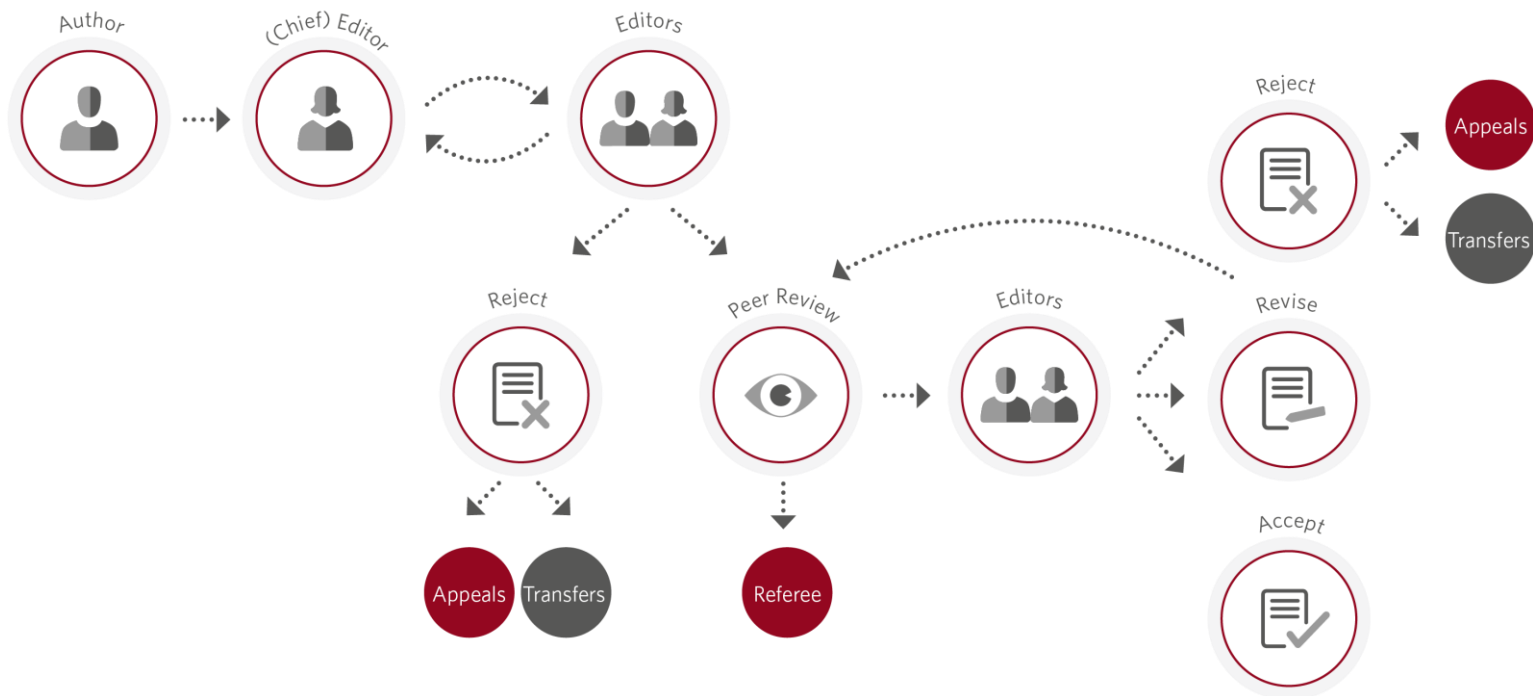 Author
(Chief) Editor
Editors
Reject
Appeals
Transfers
Reject
Peer Review
Editors
Revise
Appeals
Transfers
Referee
Accept